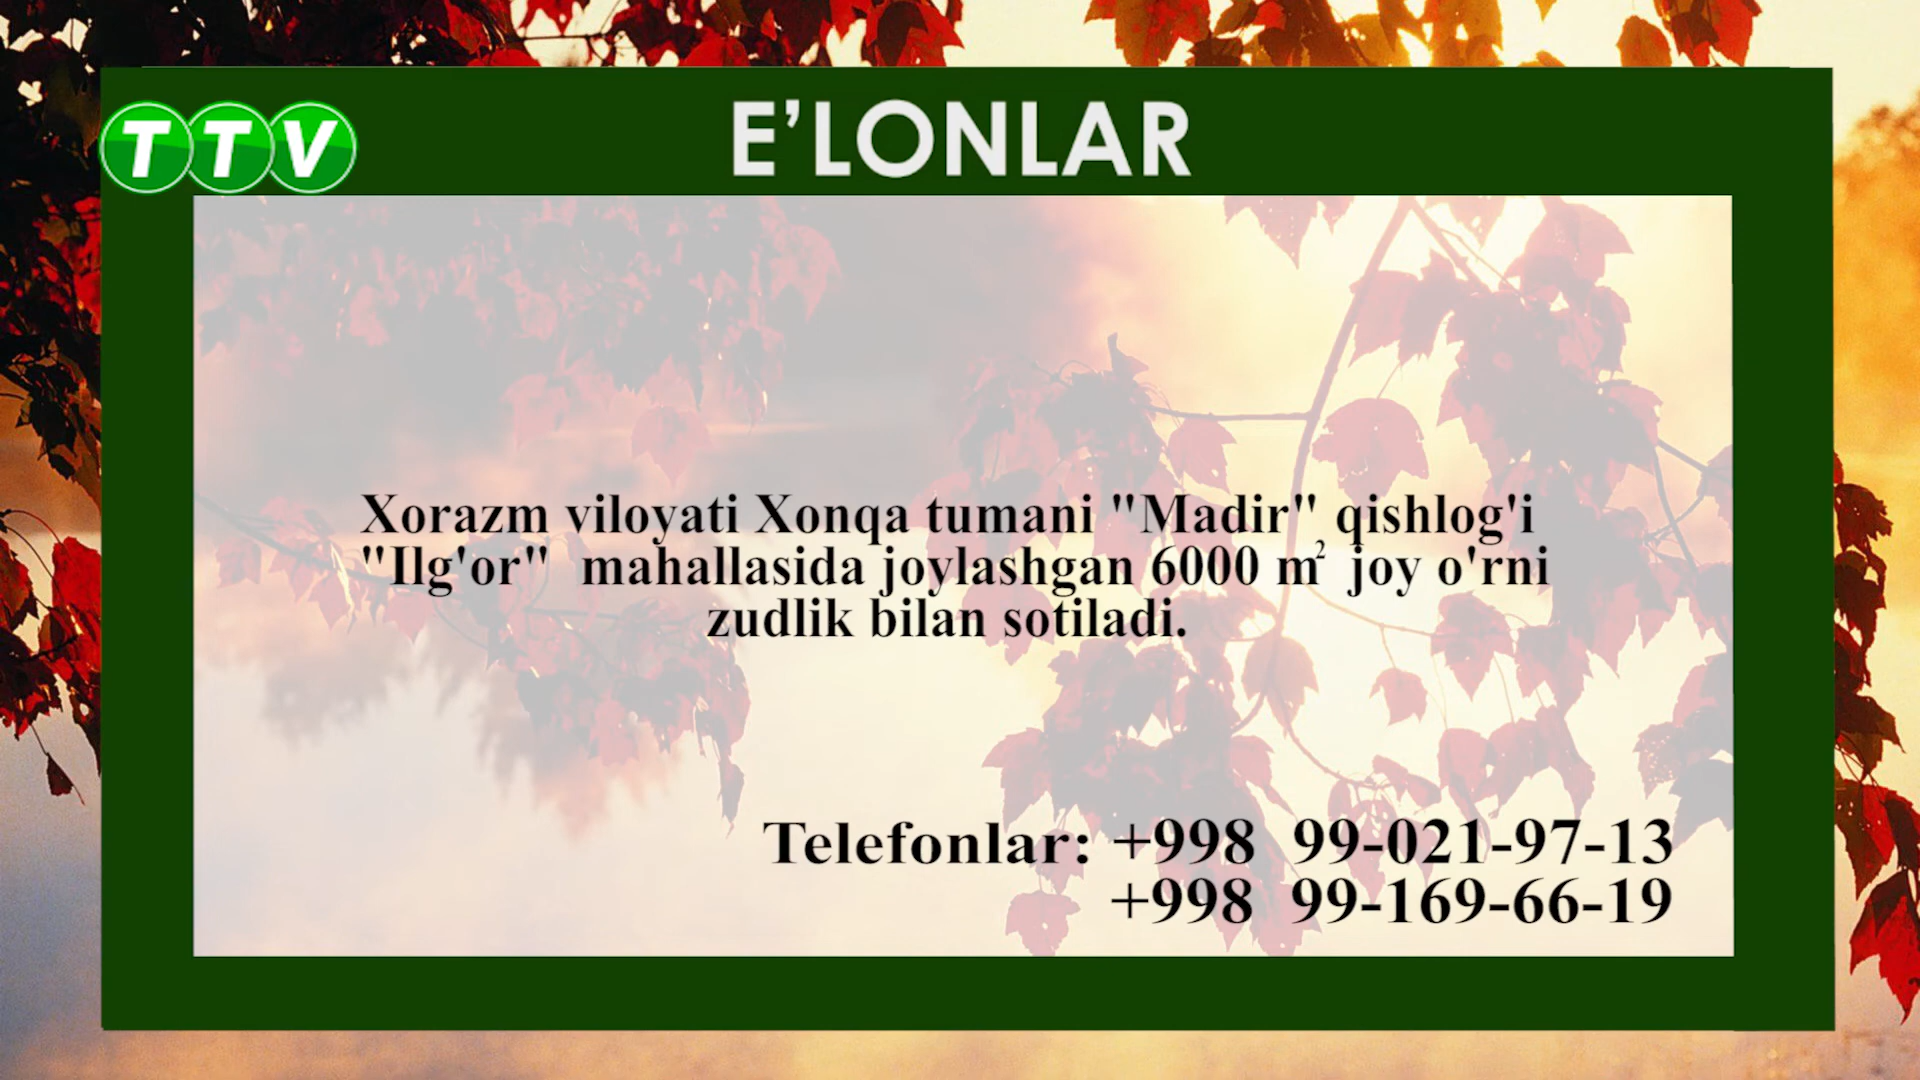 TTV
E’LONLAR
Xorazm viloyati Xonqa tumani "Madir" qishlog'i
"Ilg'or" mahallasida joylashgan 6000 m² joy o'rni
zudlik bilan sotiladi.
Telefonlar: +998 99-021-97-13
+998 99-169-66-19